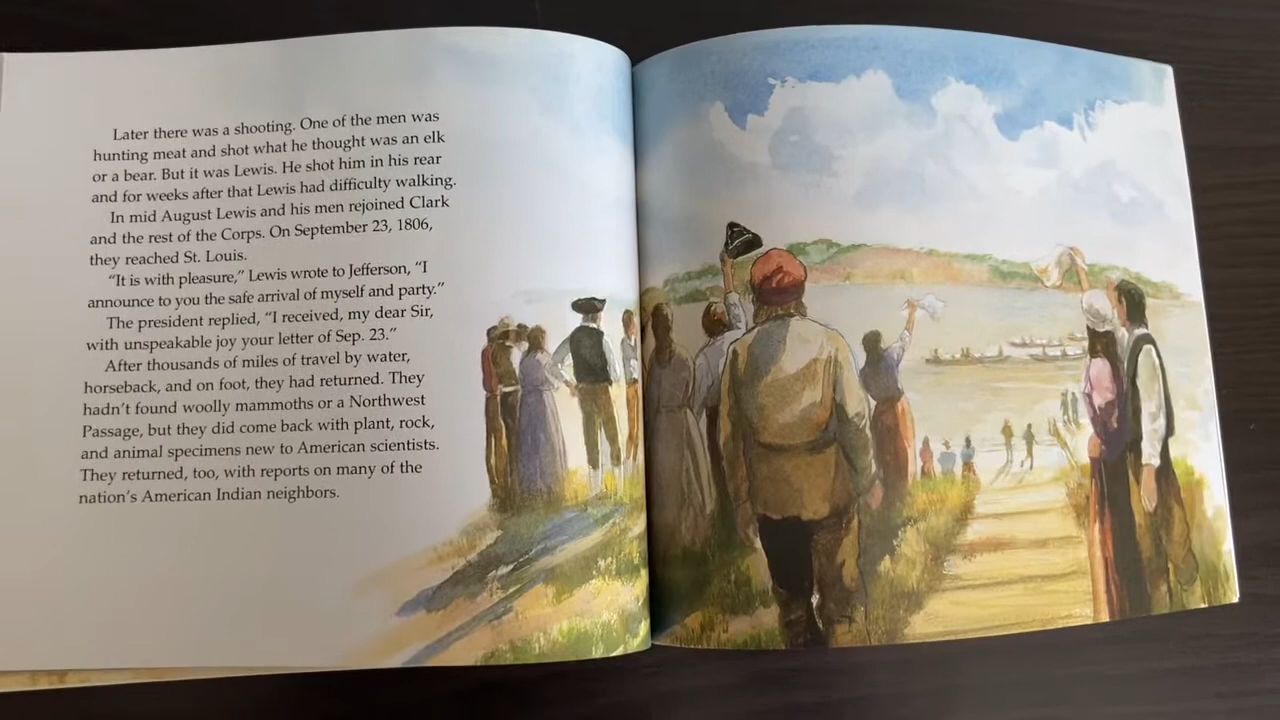 Later there was a shooting. One of the men was
hunting meat and shot what he thought was an elk
or a bear. But it was Lewis. He shot him in his rear
and for weeks after that Lewis had difficulty walking.
In mid August Lewis and his men rejoined Clark
and the rest of the Corps. On September 23, 1806,
they reached St. Louis.
“It is with pleasure,” Lewis wrote to Jefferson, “I
announce to you the safe arrival of myself and party.”
The president replied, “I received, my dear Sir,
with unspeakable joy your letter of Sep. 23.”
After thousands of miles of travel by water,
horseback, and on foot, they had returned. They
hadn’t found woolly mammoths or a Northwest
Passage, but they did come back with plant, rock,
and animal specimens new to American scientists.
They returned, too, with reports on many of the
nation’s American Indian neighbors.